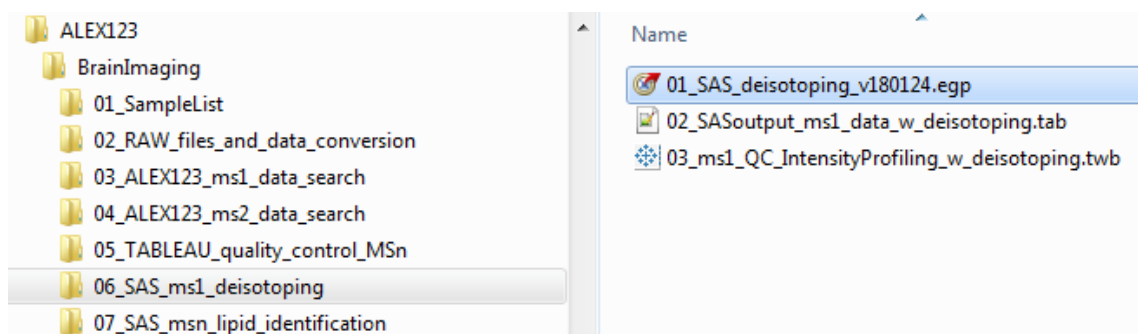 ALEX123
BrainImaging
01_SampleList
02_RAW_files_and_data_conversion
03_ALEX123_ms1_data_search
04_ALEX123_ms2_data_search
05_TABLEAU_quality_control_MSn
06_SAS_ms1_deisotoping
07_SAS_msn_lipid_identification
Name
01_SAS_deisotoping_v180124.egp
02_SASoutput_ms1_data_w_deisotoping.tab
03_ms1_QC_IntensityProfiling_w_deisotoping.twb